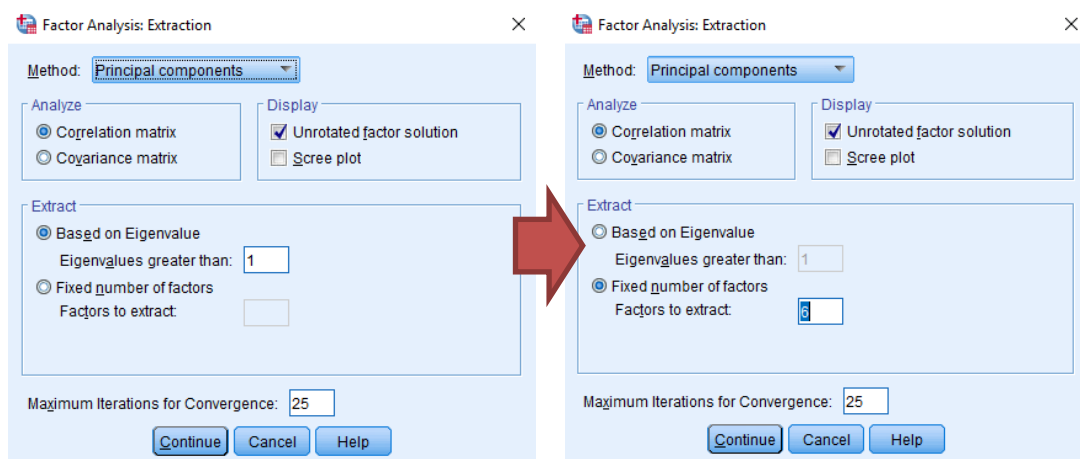 Factor Analysis: Extraction
Method: Principal components
Analyze
Correlation matrix
Covariance matrix
Display
Unrotated factor solution
Scree plot
Extract
Based on Eigenvalue
Eigenvalues greater than: 1
Fixed number of factors
Factors to extract:
Maximum Iterations for Convergence: 25
Continue Cancel Help
Factor Analysis: Extraction
Method: Principal components
Analyze
Correlation matrix
Covariance matrix
Display
Unrotated factor solution
Scree plot
Extract
Based on Eigenvalue
Eigenvalues greater than: 1
Fixed number of factors
Factors to extract: 6
Maximum Iterations for Convergence: 25
Continue Cancel Help